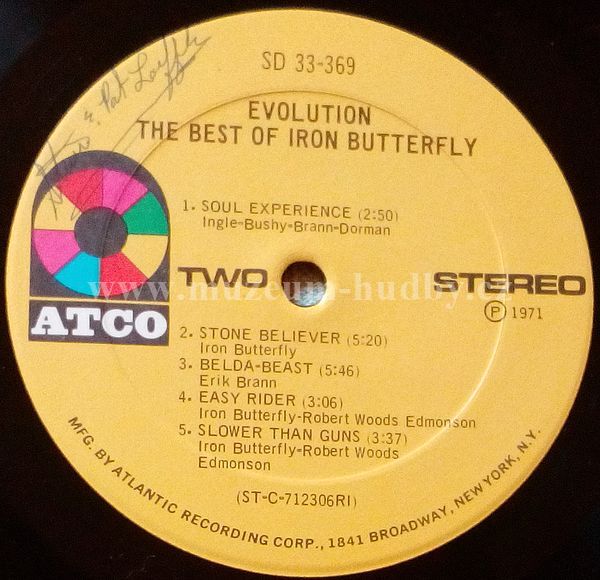 & Pat Loeffler
SD 33-369
EVOLUTION
THE BEST OF IRON BUTTERFLY
1. SOUL EXPERIENCE (2:50)
Ingle-Bushy-Brann-Dorman
TWO
STEREO
www.muzeum-hudby.cz
Ⓟ 1971
ATCO
2. STONE BELIEVER (5:20)
Iron Butterfly
3. BELDA-BEAST (5:46)
Erik Brann
4. EASY RIDER (3:06)
Iron Butterfly-Robert Woods Edmonson
5. SLOWER THAN GUNS (3:37)
Iron Butterfly-Robert Woods
Edmonson
(ST-C-712306RI)
MFG. BY ATLANTIC RECORDING CORP., 1841 BROADWAY, NEW YORK, N.Y.